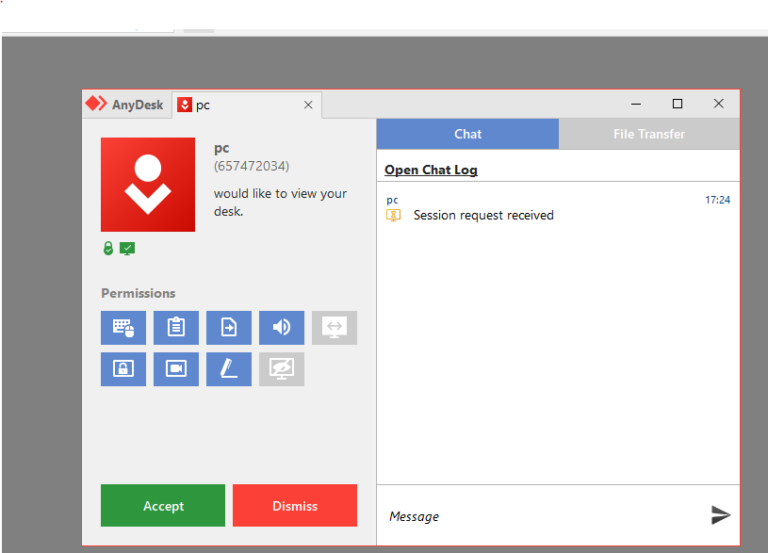 AnyDesk
pc
pc
(657472034)
would like to view your
desk.
Permissions
Accept
Dismiss
Chat
File Transfer
Open Chat Log
pc
17:24
Session request received
Message